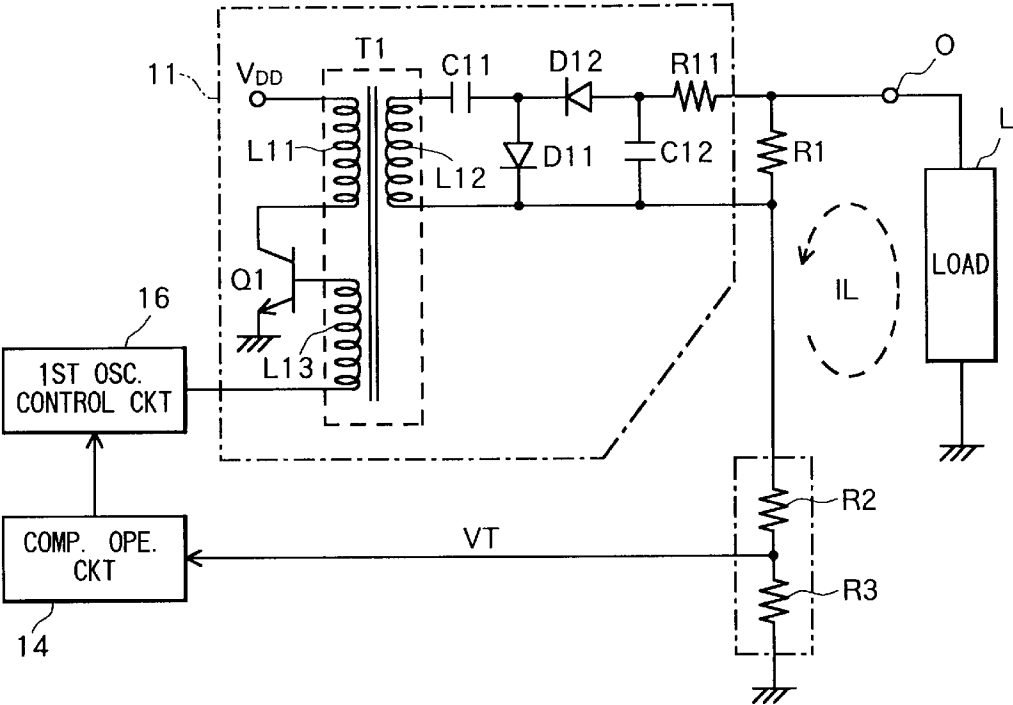 T1
O
11
VDD
C11
D12
R11
L
L11
L12
D11
C12
R1
Q1
LOAD
IL
16
L13
1ST OSC.
CONTROL CKT
R2
COMP. OPE.
CKT
VT
R3
14